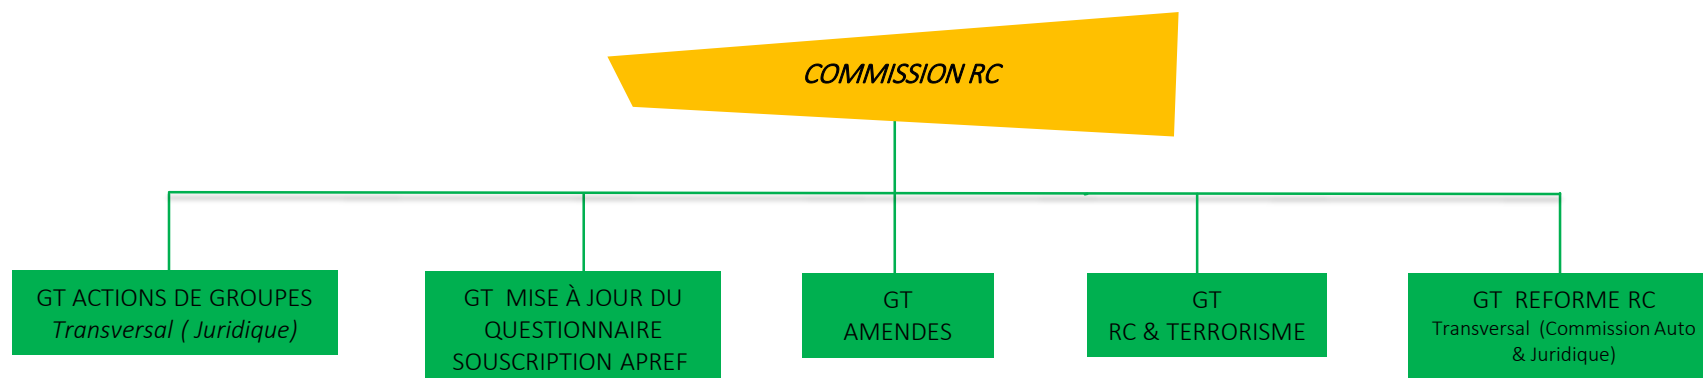 COMMISSION RC
GT ACTIONS DE GROUPES
Transversal ( Juridique)
GT MISE À JOUR DU
QUESTIONNAIRE
SOUSCRIPTION APREF
GT
AMENDES
GT
RC & TERRORISME
GT REFORME RC
Transversal (Commission Auto
& Juridique)